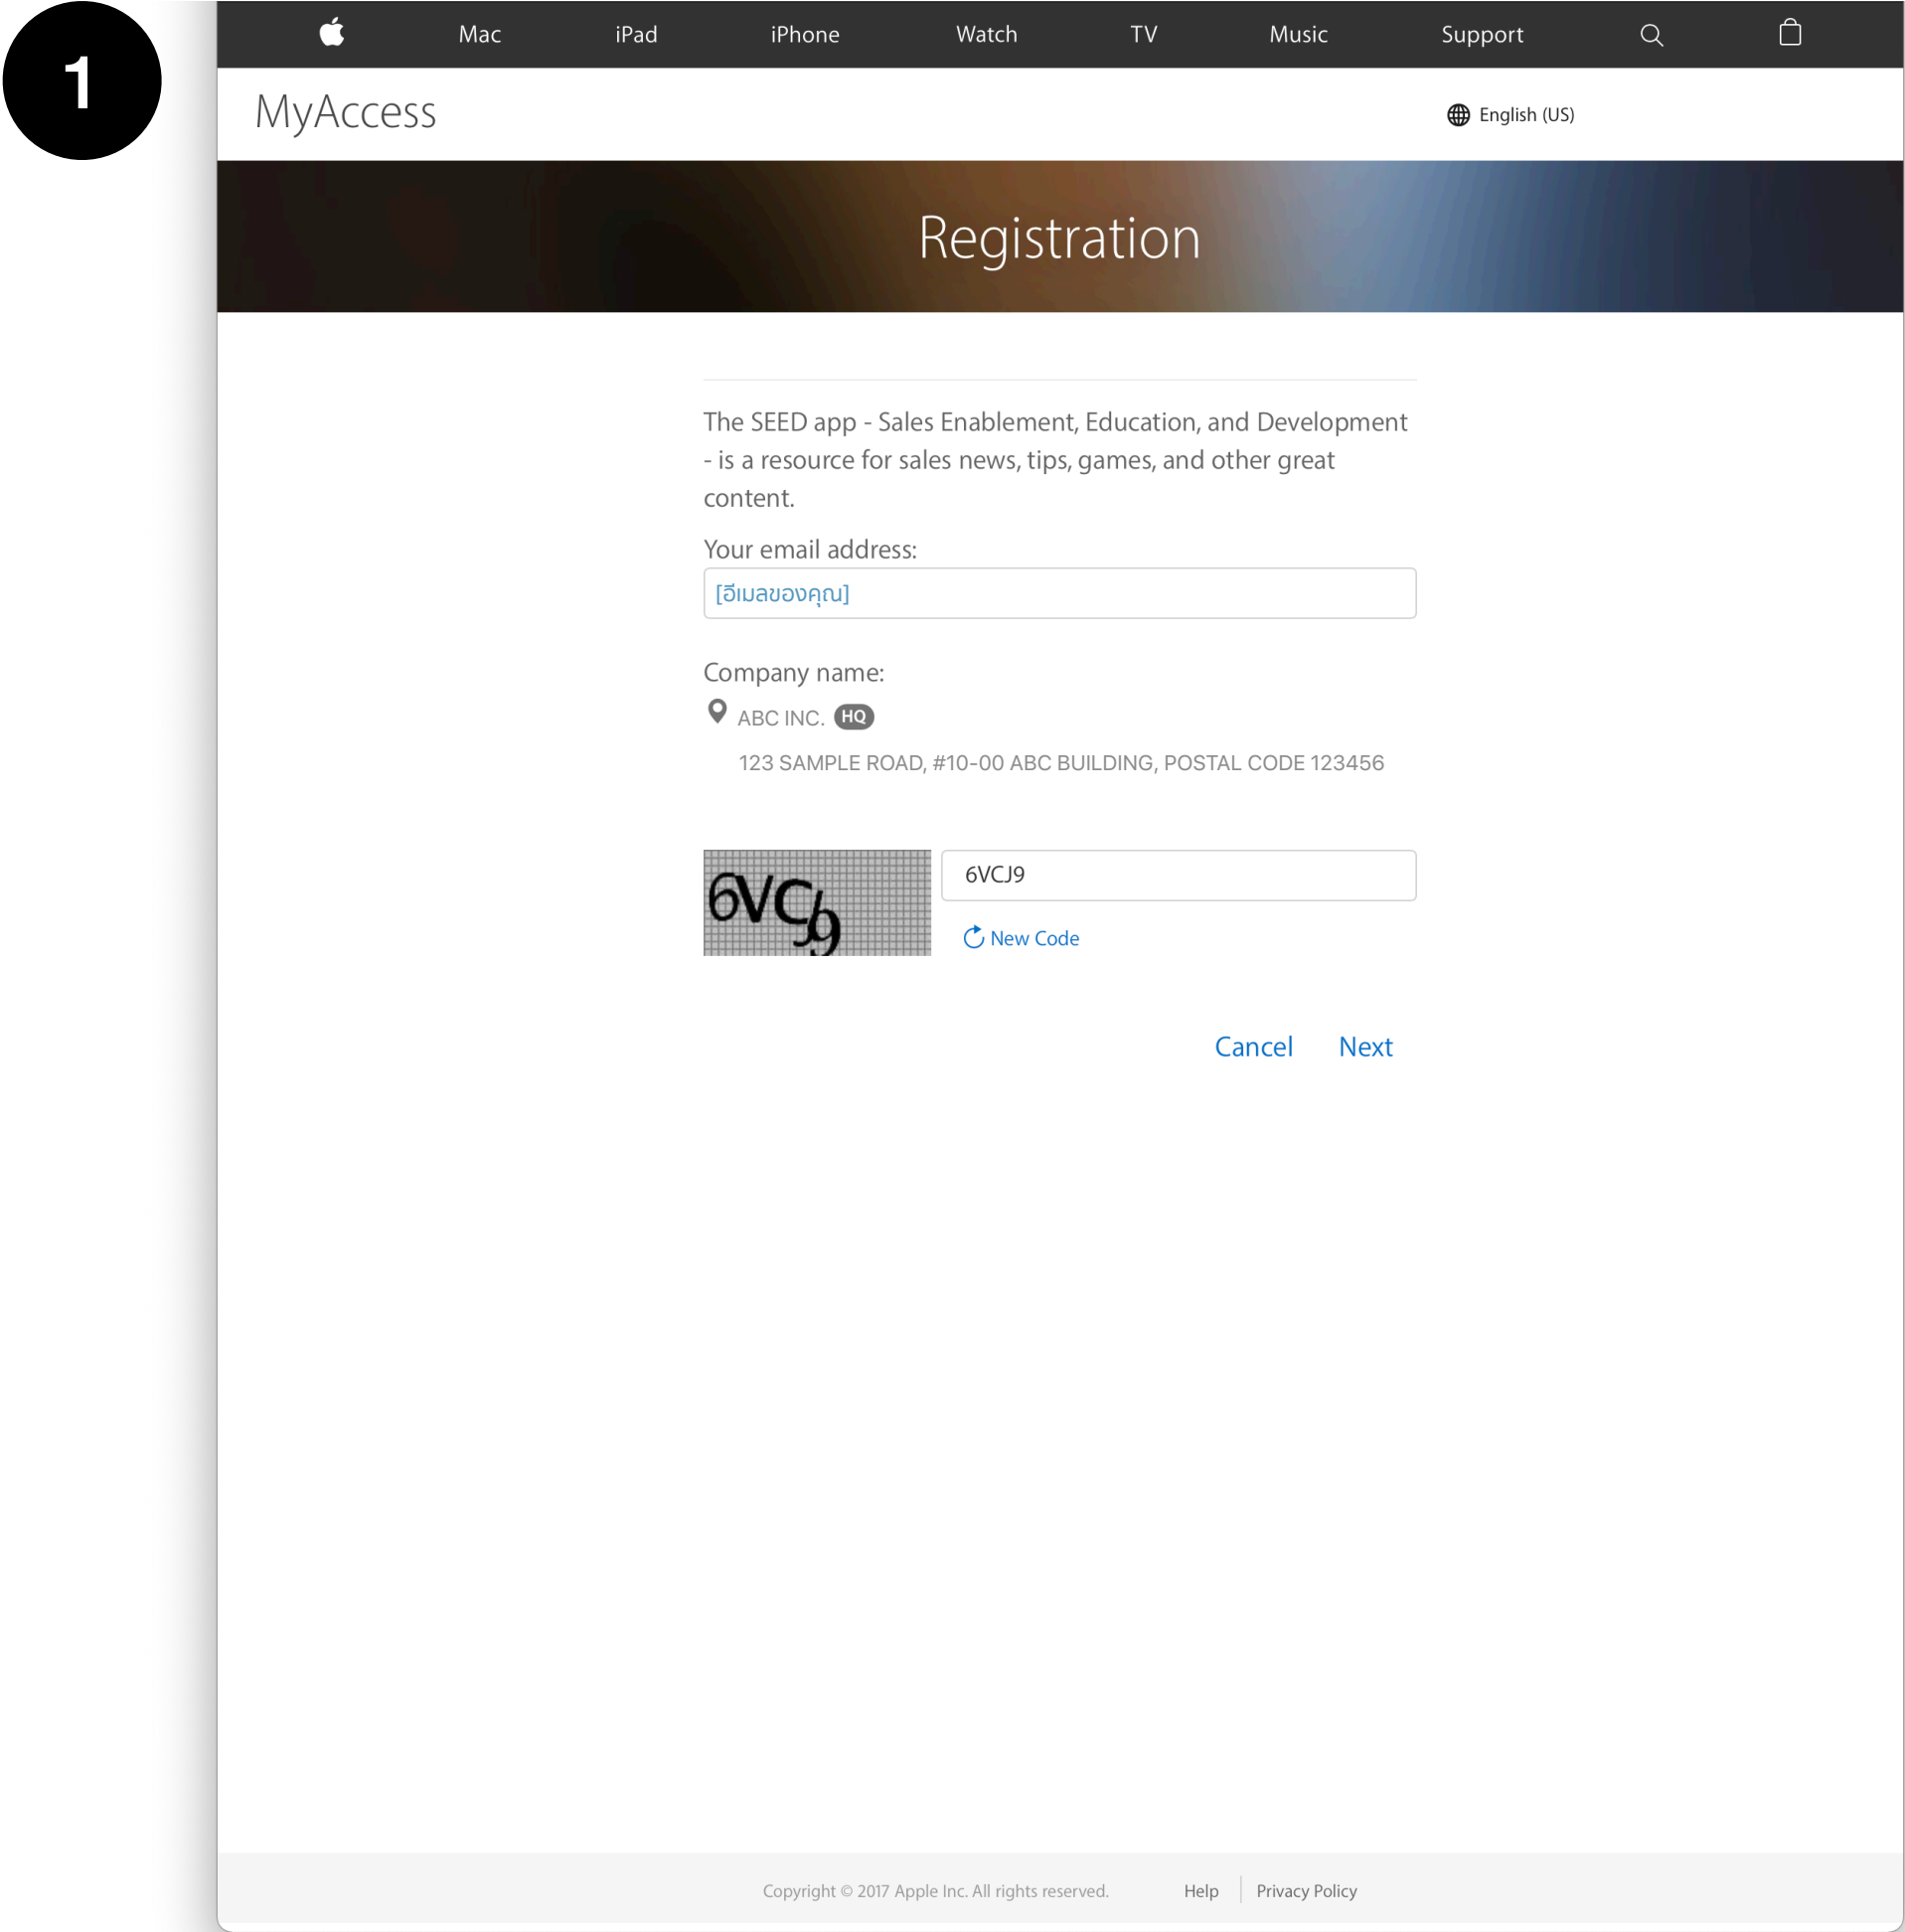 1
Mac iPad iPhone Watch TV Music Support
MyAccess
English (US)
Registration
The SEED app - Sales Enablement, Education, and Development
- is a resource for sales news, tips, games, and other great
content.
Your email address:
[อีเมลของคุณ]
Company name:
ABC INC. HQ
123 SAMPLE ROAD, #10-00 ABC BUILDING, POSTAL CODE 123456
6VCJ9
6VCJ9
New Code
Cancel Next
Copyright © 2017 Apple Inc. All rights reserved. Help Privacy Policy